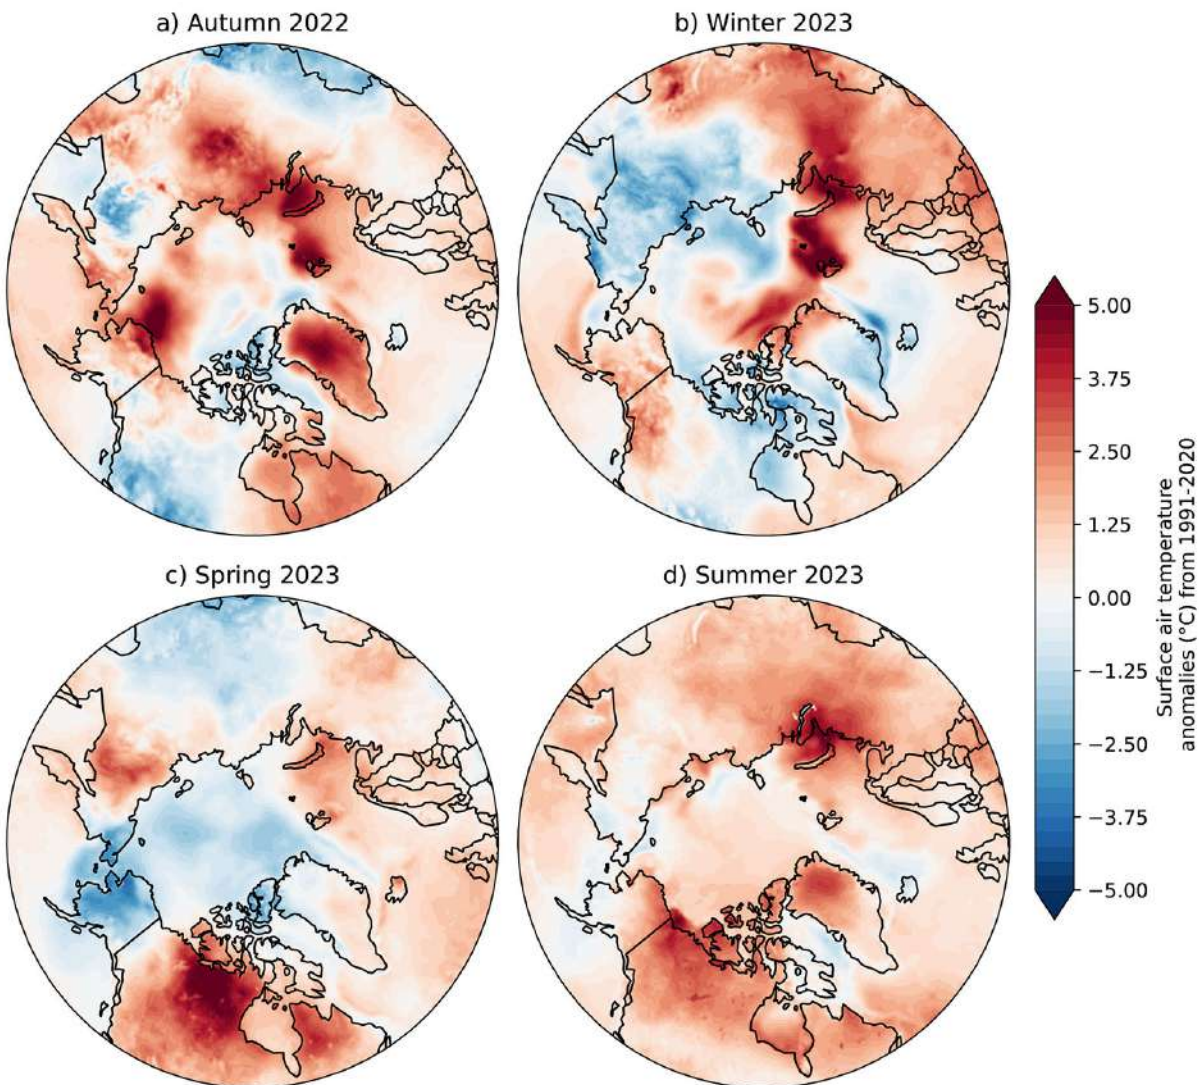 a) Autumn 2022
b) Winter 2023
c) Spring 2023
d) Summer 2023
5.00
3.75
2.50
1.25
0.00
−1.25
−2.50
−3.75
−5.00
Surface air temperature
anomalies (°C) from 1991-2020